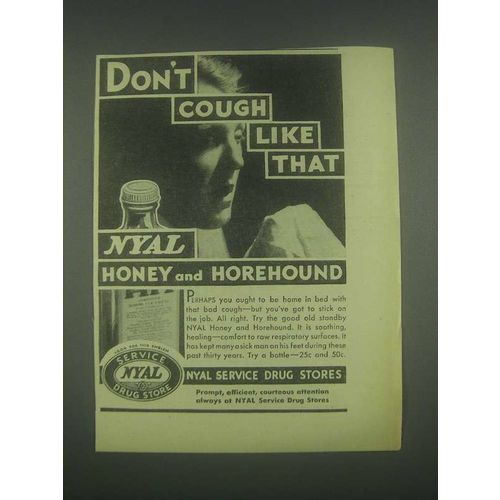 DON'T
COUGH
LIKE
THAT
NYAL
HONEY and HOREHOUND
PERHAPS you ought to be home in bed with
that bad cough—but you've got to stick on
the job. All right. Try the good old standby
NYAL Honey and Horehound. It is soothing,
healing—comfort to raw respiratory surfaces. It
has kept many a sick man on his feet during these
past thirty years. Try a bottle—25c and 50c.
FOR THIS EMBLEM
SERVICE
NYAL
DRUG STORE
NYAL SERVICE DRUG STORES
Prompt, efficient, courteous attention
always at NYAL Service Drug Stores